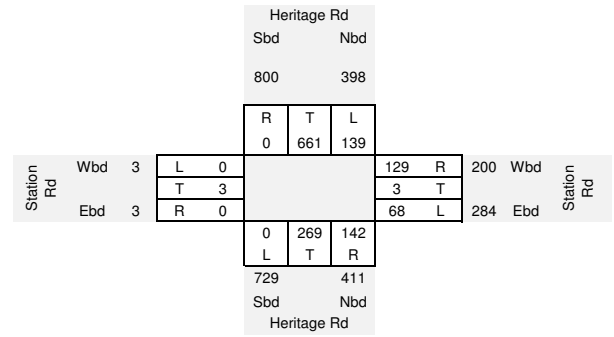 Heritage Rd
Sbd Nbd
800 398
R T L
0 661 139
Station Rd
Wbd 3 L 0
T 3
Ebd 3 R 0
129 R 200 Wbd
3 T
68 L 284 Ebd
Station Rd
0 269 142
L T R
729 411
Sbd Nbd
Heritage Rd